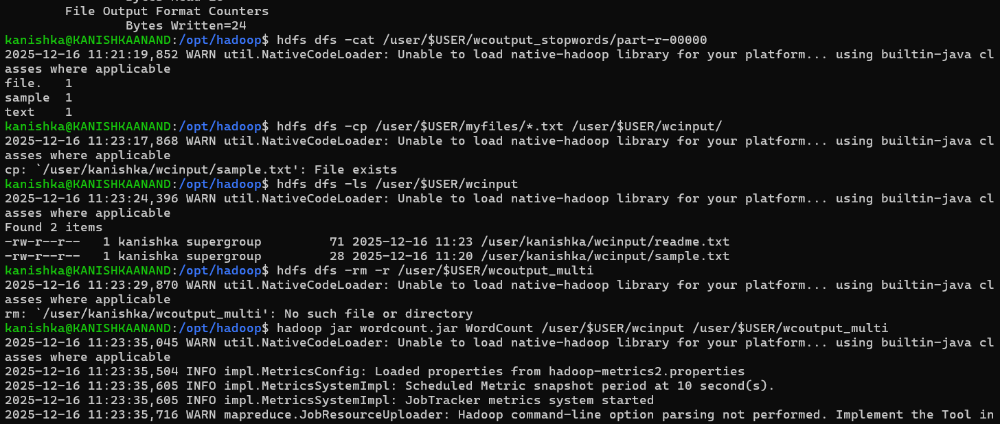 File Output Format Counters
Bytes Written=24
kanishka@KANISHKAANAND:/opt/hadoop$ hdfs dfs -cat /user/$USER/wcoutput_stopwords/part-r-00000
2025-12-16 11:21:19,852 WARN util.NativeCodeLoader: Unable to load native-hadoop library for your platform... using builtin-java cl
asses where applicable
file.   1
sample  1
text    1
kanishka@KANISHKAANAND:/opt/hadoop$ hdfs dfs -cp /user/$USER/myfiles/*.txt /user/$USER/wcinput/
2025-12-16 11:23:17,868 WARN util.NativeCodeLoader: Unable to load native-hadoop library for your platform... using builtin-java cl
asses where applicable
cp: `/user/kanishka/wcinput/sample.txt': File exists
kanishka@KANISHKAANAND:/opt/hadoop$ hdfs dfs -ls /user/$USER/wcinput
2025-12-16 11:23:24,396 WARN util.NativeCodeLoader: Unable to load native-hadoop library for your platform... using builtin-java cl
asses where applicable
Found 2 items
-rw-r--r--   1 kanishka supergroup         71 2025-12-16 11:23 /user/kanishka/wcinput/readme.txt
-rw-r--r--   1 kanishka supergroup         28 2025-12-16 11:20 /user/kanishka/wcinput/sample.txt
kanishka@KANISHKAANAND:/opt/hadoop$ hdfs dfs -rm -r /user/$USER/wcoutput_multi
2025-12-16 11:23:29,870 WARN util.NativeCodeLoader: Unable to load native-hadoop library for your platform... using builtin-java cl
asses where applicable
rm: `/user/kanishka/wcoutput_multi': No such file or directory
kanishka@KANISHKAANAND:/opt/hadoop$ hadoop jar wordcount.jar WordCount /user/$USER/wcinput /user/$USER/wcoutput_multi
2025-12-16 11:23:35,045 WARN util.NativeCodeLoader: Unable to load native-hadoop library for your platform... using builtin-java cl
asses where applicable
2025-12-16 11:23:35,504 INFO impl.MetricsConfig: Loaded properties from hadoop-metrics2.properties
2025-12-16 11:23:35,605 INFO impl.MetricsSystemImpl: Scheduled Metric snapshot period at 10 second(s).
2025-12-16 11:23:35,605 INFO impl.MetricsSystemImpl: JobTracker metrics system started
2025-12-16 11:23:35,716 WARN mapreduce.JobResourceUploader: Hadoop command-line option parsing not performed. Implement the Tool in